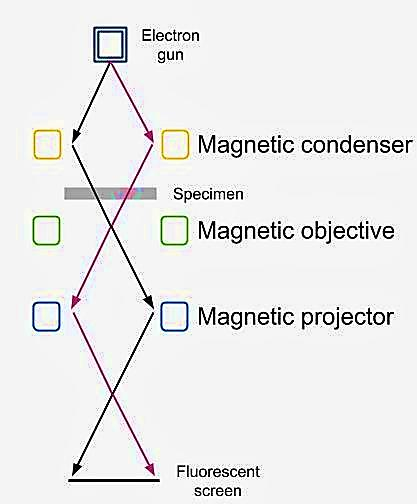 Electron
gun
Magnetic condenser
Specimen
Magnetic objective
Magnetic projector
Fluorescent
screen